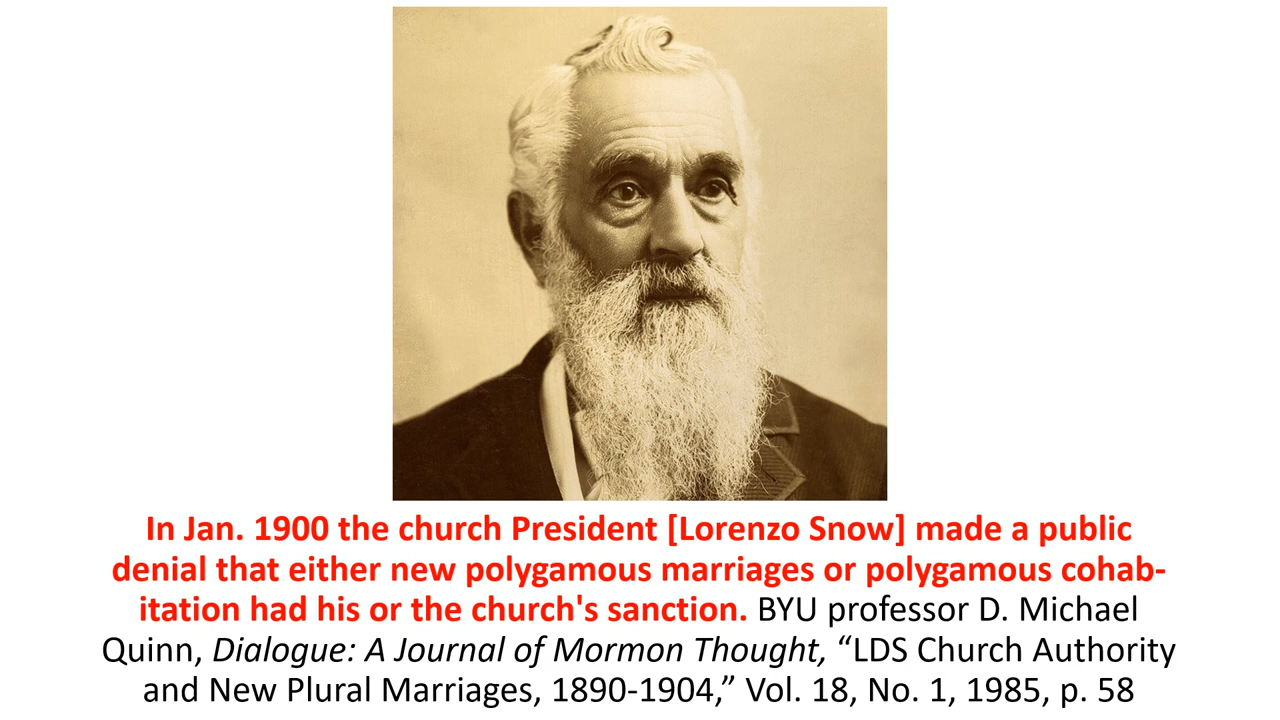 In Jan. 1900 the church President [Lorenzo Snow] made a public
denial that either new polygamous marriages or polygamous cohab-
itation had his or the church's sanction. BYU professor D. Michael
Quinn, Dialogue: A Journal of Mormon Thought, “LDS Church Authority
and New Plural Marriages, 1890-1904,” Vol. 18, No. 1, 1985, p. 58